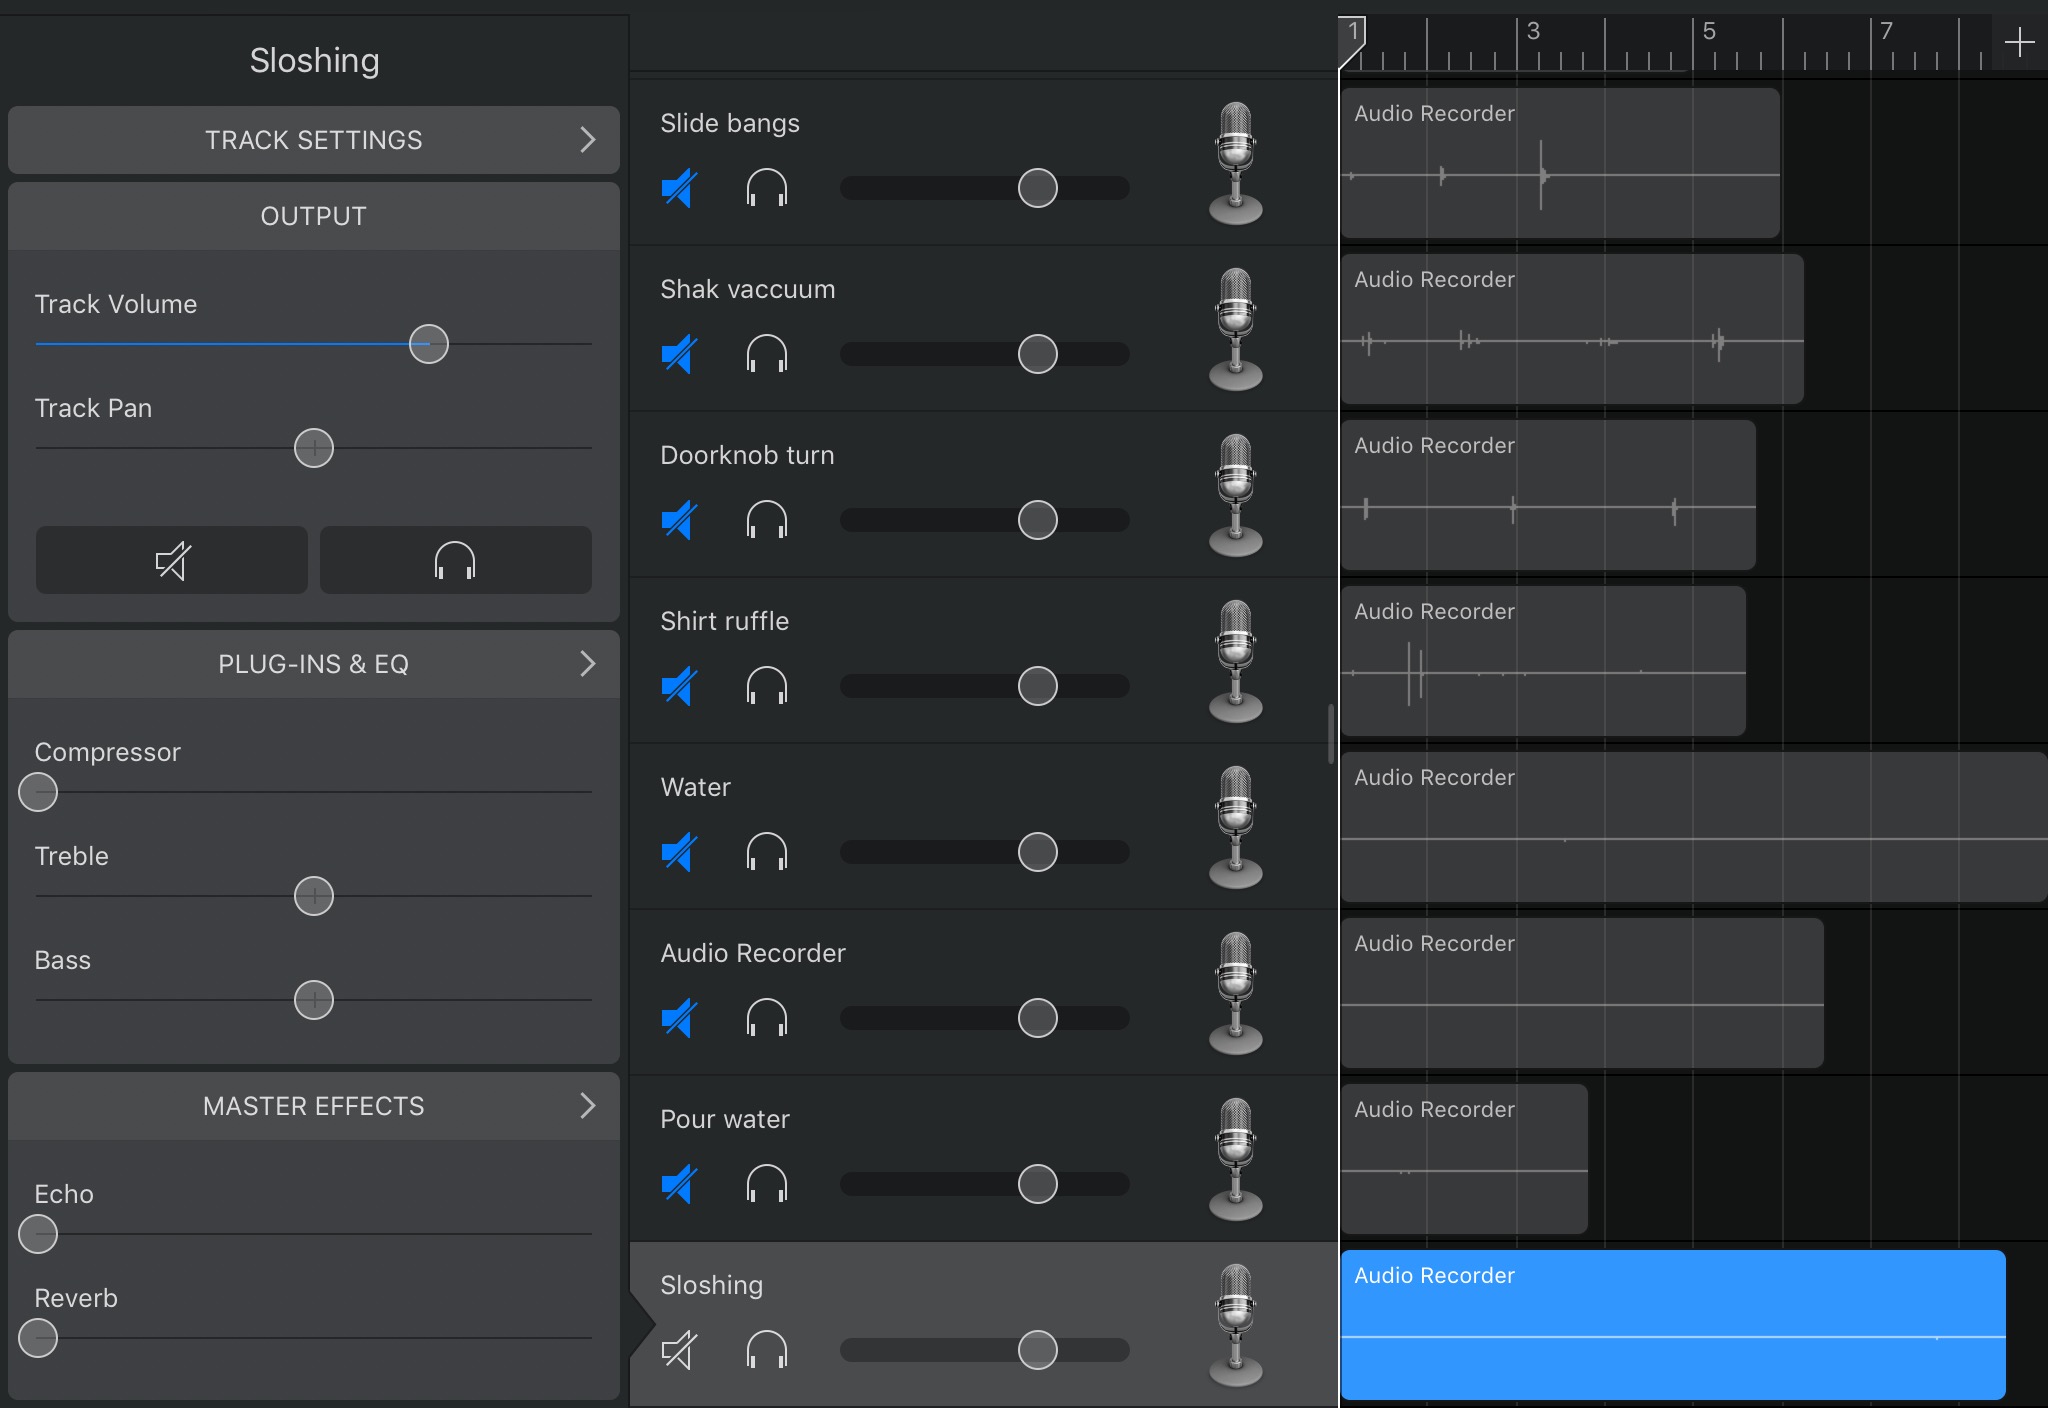 Sloshing
TRACK SETTINGS
OUTPUT
Track Volume
Track Pan
PLUG-INS & EQ
Compressor
Treble
Bass
MASTER EFFECTS
Echo
Reverb
1 3 5 7
Slide bangs
Audio Recorder
Shak vaccuum
Audio Recorder
Doorknob turn
Audio Recorder
Shirt ruffle
Audio Recorder
Water
Audio Recorder
Audio Recorder
Audio Recorder
Pour water
Audio Recorder
Sloshing
Audio Recorder